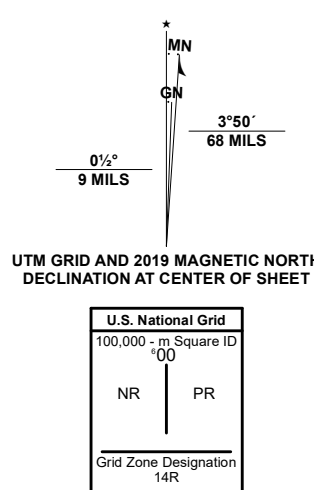 ★
MN
GN
3°50´
68 MILS
0½°
9 MILS
UTM GRID AND 2019 MAGNETIC NORTH
DECLINATION AT CENTER OF SHEET
U.S. National Grid
100,000 - m Square ID
⁶00
NR PR
Grid Zone Designation
14R